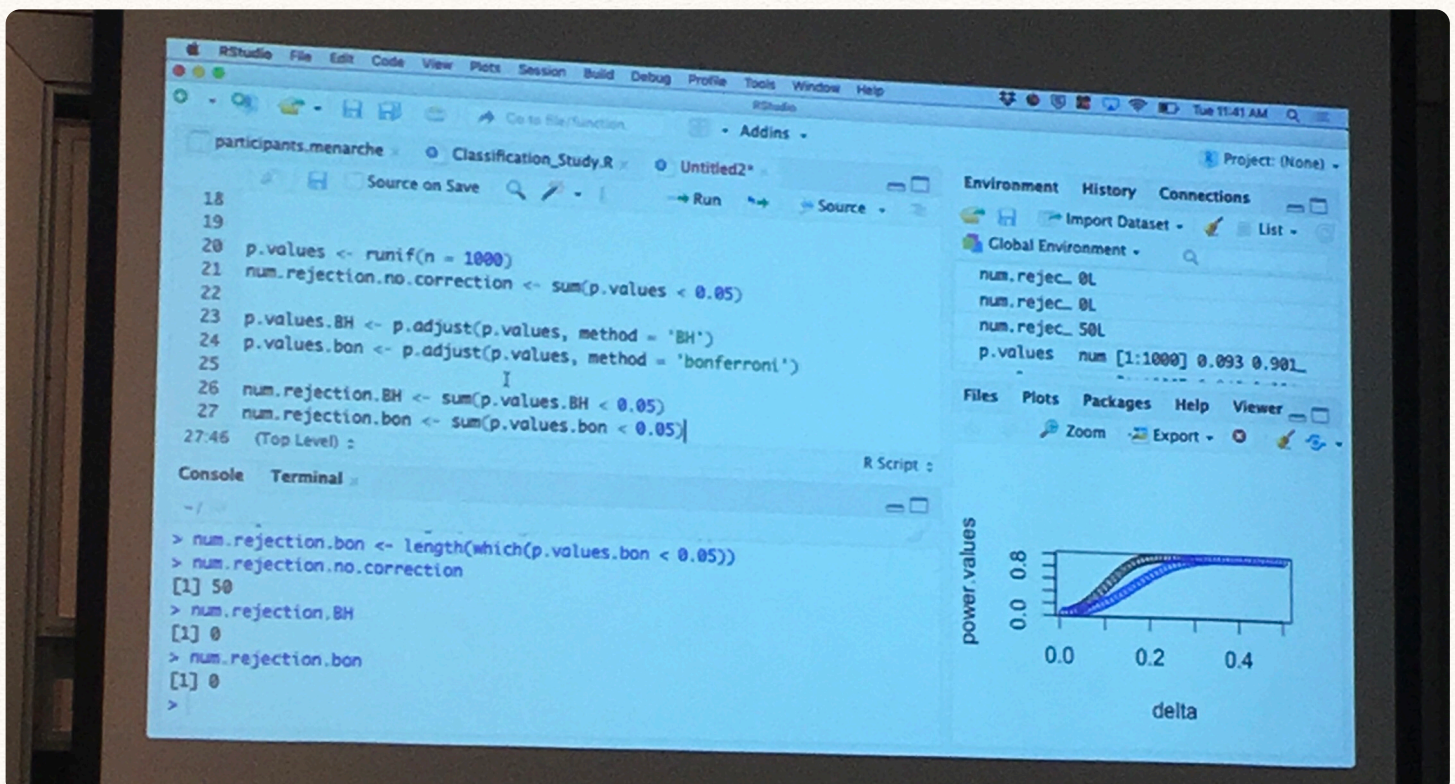 RStudio File Edit Code View Plots Session Build Debug Profile Tools Window Help
Tue 11:41 AM
RStudio
Go to file/function
Addins
Project: (None)
participants.menarche
Classification_Study.R
Untitled2*
Source on Save
Run
Source
18
19
20 p.values <- runif(n = 1000)
21 num.rejection.no.correction <- sum(p.values < 0.05)
22
23 p.values.BH <- p.adjust(p.values, method = 'BH')
24 p.values.bon <- p.adjust(p.values, method = 'bonferroni')
25
26 num.rejection.BH <- sum(p.values.BH < 0.05)
27 num.rejection.bon <- sum(p.values.bon < 0.05)
27:46 (Top Level)
R Script
Console Terminal
~/
> num.rejection.bon <- length(which(p.values.bon < 0.05))
> num.rejection.no.correction
[1] 50
> num.rejection.BH
[1] 0
> num.rejection.bon
[1] 0
>
Environment History Connections
Import Dataset
List
Global Environment
num.rejec_ 0L
num.rejec_ 0L
num.rejec_ 50L
p.values num [1:1000] 0.093 0.901_
Files Plots Packages Help Viewer
Zoom Export
power.values
0.8
0.0
0.0 0.2 0.4
delta